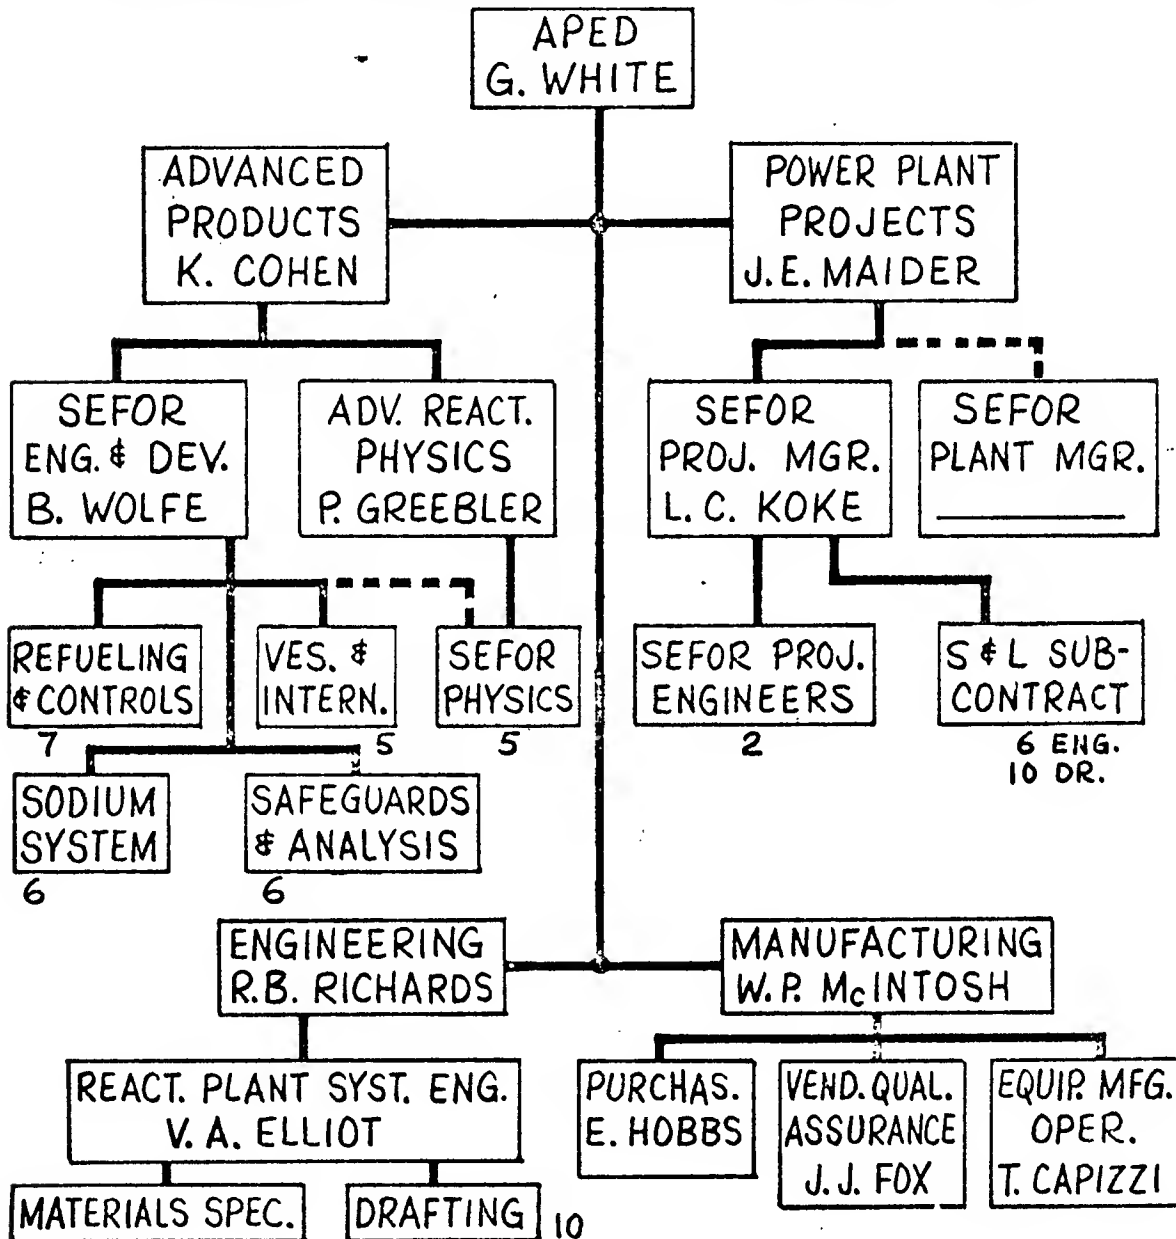 APED
G. WHITE
ADVANCED
PRODUCTS
K. COHEN
POWER PLANT
PROJECTS
J.E. MAIDER
SEFOR
ENG. & DEV.
B. WOLFE
ADV. REACT.
PHYSICS
P. GREEBLER
SEFOR
PROJ. MGR.
L. C. KOKE
SEFOR
PLANT MGR.
REFUELING
& CONTROLS
7
VES. &
INTERN.
5
SEFOR
PHYSICS
5
SEFOR PROJ.
ENGINEERS
2
S & L SUB-
CONTRACT
6 ENG.
10 DR.
SODIUM
SYSTEM
6
SAFEGUARDS
& ANALYSIS
6
ENGINEERING
R.B. RICHARDS
MANUFACTURING
W.P. McINTOSH
REACT. PLANT SYST. ENG.
V. A. ELLIOT
PURCHAS.
E. HOBBS
VEND. QUAL.
ASSURANCE
J. J. FOX
EQUIP. MFG.
OPER.
T. CAPIZZI
MATERIALS SPEC.
DRAFTING 10